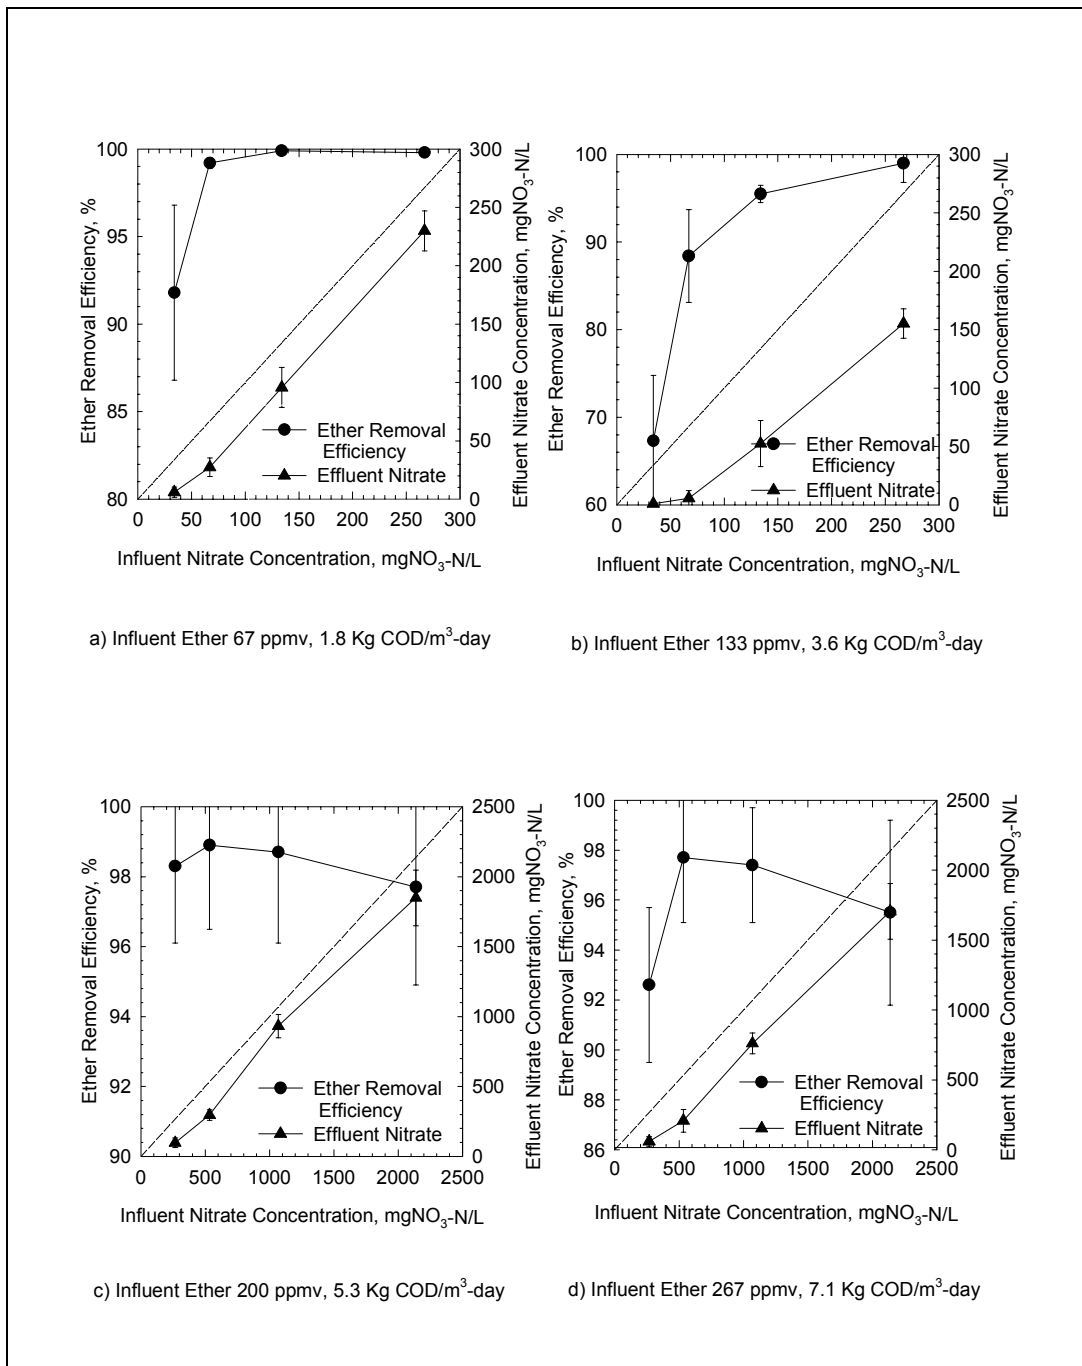 100
95
90
85
80
Ether Removal Efficiency, %
300
250
200
150
100
50
0
Effluent Nitrate Concentration, mgNO3-N/L
Ether Removal
Efficiency
Effluent Nitrate
0 50 100 150 200 250 300
Influent Nitrate Concentration, mgNO3-N/L
a) Influent Ether 67 ppmv, 1.8 Kg COD/m3-day
100
90
80
70
60
Ether Removal Efficiency, %
300
250
200
150
100
50
0
Effluent Nitrate Concentration, mgNO3-N/L
Ether Removal
Efficiency
Effluent Nitrate
0 50 100 150 200 250 300
Influent Nitrate Concentration, mgNO3-N/L
b) Influent Ether 133 ppmv, 3.6 Kg COD/m3-day
100
98
96
94
92
90
Ether Removal Efficiency, %
2500
2000
1500
1000
500
0
Effluent Nitrate Concentration, mgNO3-N/L
Ether Removal
Efficiency
Effluent Nitrate
0 500 1000 1500 2000 2500
Influent Nitrate Concentration, mgNO3-N/L
c) Influent Ether 200 ppmv, 5.3 Kg COD/m3-day
100
98
96
94
92
90
88
86
Ether Removal Efficiency, %
2500
2000
1500
1000
500
0
Effluent Nitrate Concentration, mgNO3-N/L
Ether Removal
Efficiency
Effluent Nitrate
0 500 1000 1500 2000 2500
Influent Nitrate Concentration, mgNO3-N/L
d) Influent Ether 267 ppmv, 7.1 Kg COD/m3-day